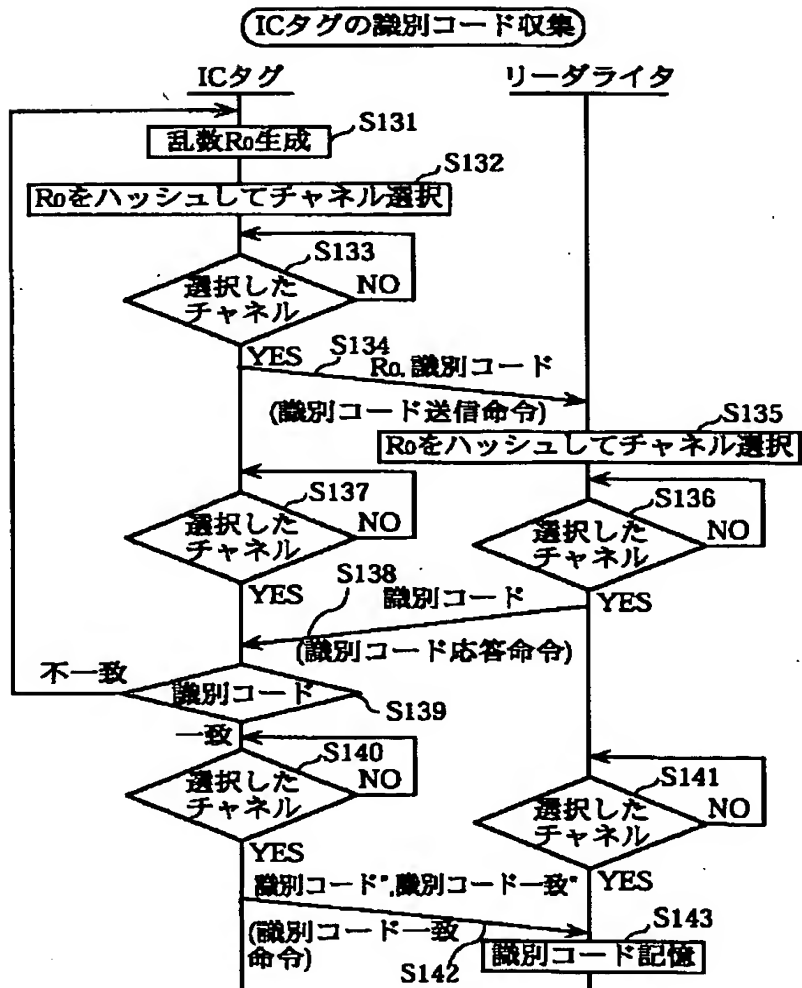 ICタグの識別コード収集
ICタグ
リーダライタ
S131
乱数R0生成
S132
R0をハッシュしてチャネル選択
S133
選択した
チャネル
NO
YES
S134
R0, 識別コード
(識別コード送信命令)
S135
R0をハッシュしてチャネル選択
S137
選択した
チャネル
NO
YES
S136
選択した
チャネル
NO
YES
S138
識別コード
(識別コード応答命令)
不一致
識別コード
S139
一致
S140
選択した
チャネル
NO
YES
S141
選択した
チャネル
NO
YES
識別コード",識別コード一致"
(識別コード一致
命令)
S142
S143
識別コード記憶